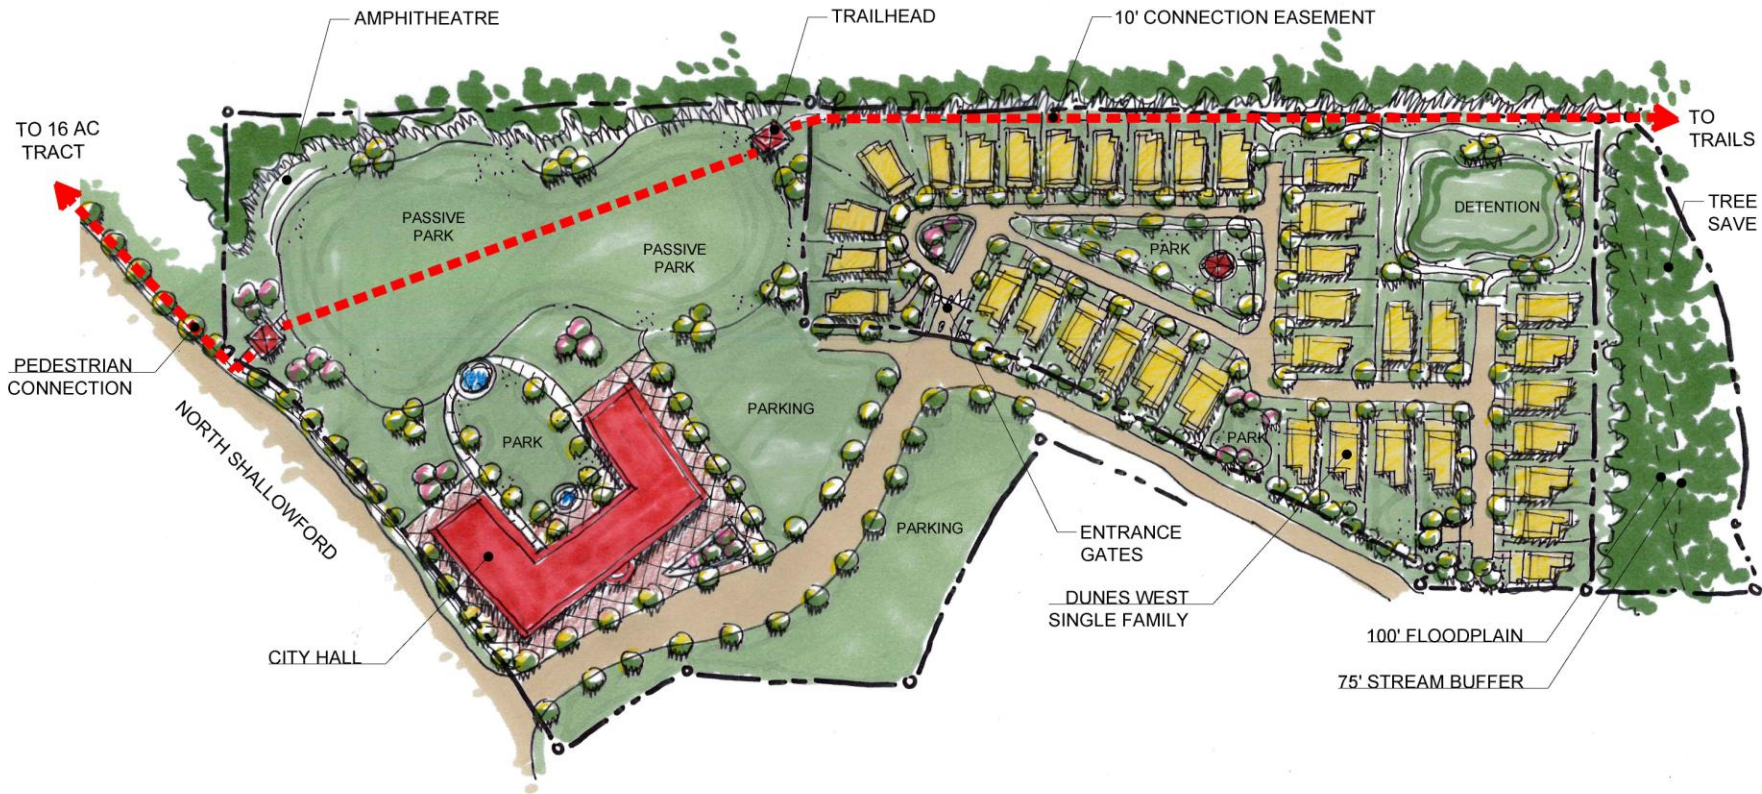 AMPHITHEATRE
TRAILHEAD
10' CONNECTION EASEMENT
TO 16 AC
TRACT
TO
TRAILS
TREE
SAVE
PASSIVE
PARK
PASSIVE
PARK
PARK
DETENTION
PEDESTRIAN
CONNECTION
NORTH SHALLOWFORD
PARK
PARKING
PARK
PARKING
ENTRANCE
GATES
DUNES WEST
SINGLE FAMILY
CITY HALL
100' FLOODPLAIN
75' STREAM BUFFER